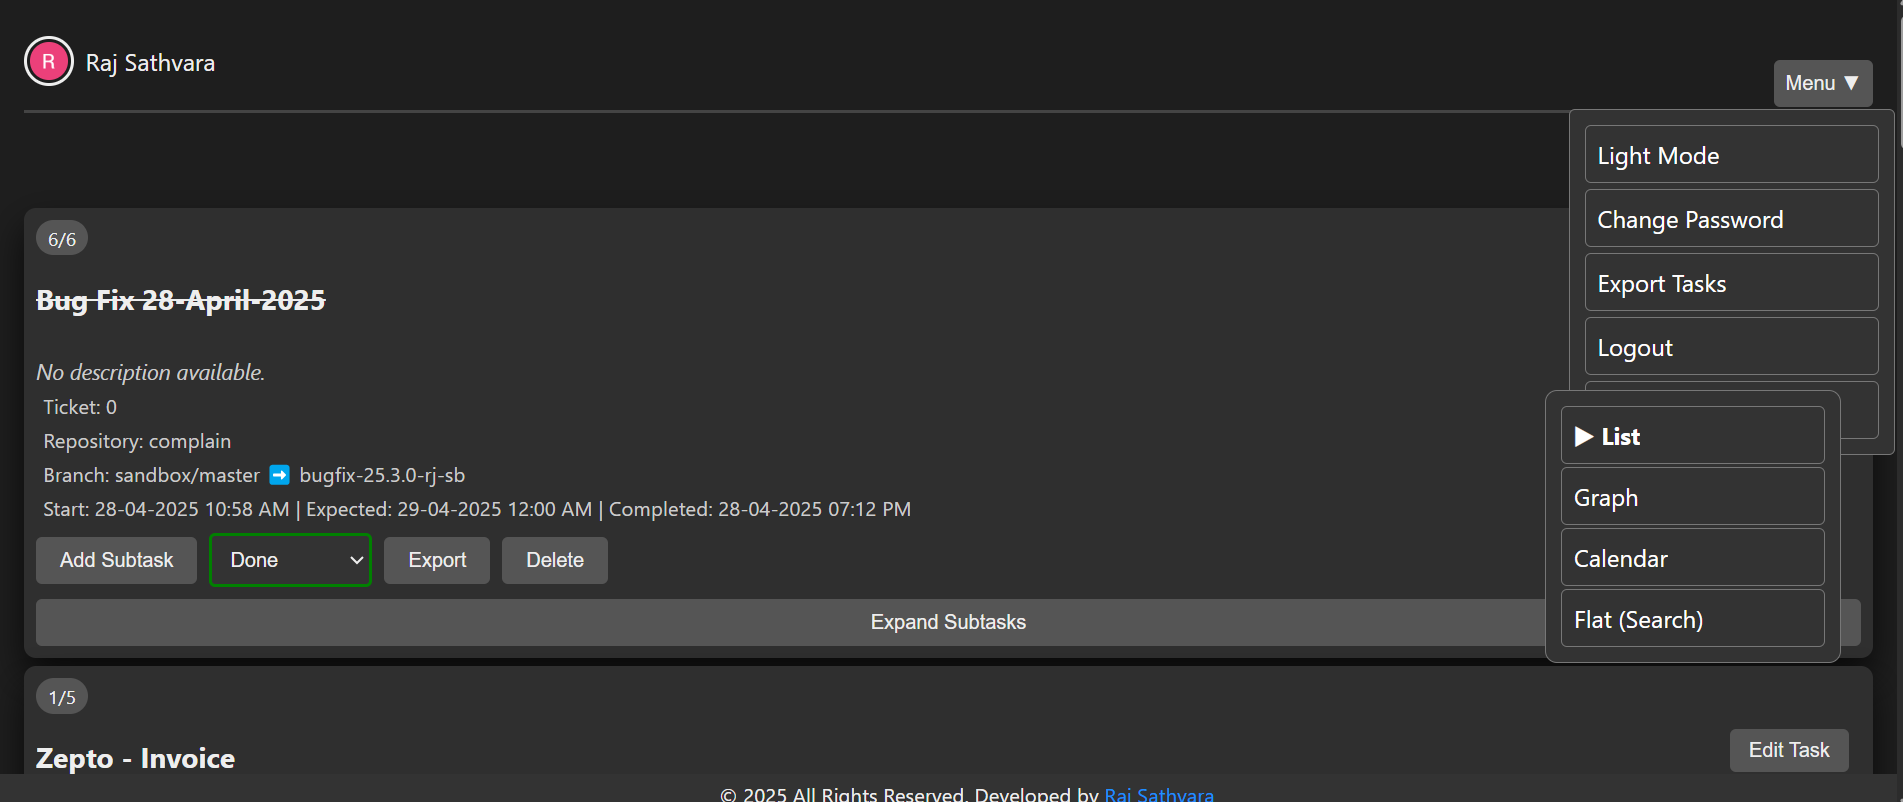 R
Raj Sathvara
Menu ▼
Light Mode
Change Password
Export Tasks
Logout
▶ List
Graph
Calendar
Flat (Search)
6/6
Bug Fix 28-April-2025
No description available.
Ticket: 0
Repository: complain
Branch: sandbox/master ➡️ bugfix-25.3.0-rj-sb
Start: 28-04-2025 10:58 AM | Expected: 29-04-2025 12:00 AM | Completed: 28-04-2025 07:12 PM
Add Subtask Done Export Delete
Expand Subtasks
1/5
Zepto - Invoice
Edit Task
© 2025 All Rights Reserved. Developed by Raj Sathvara